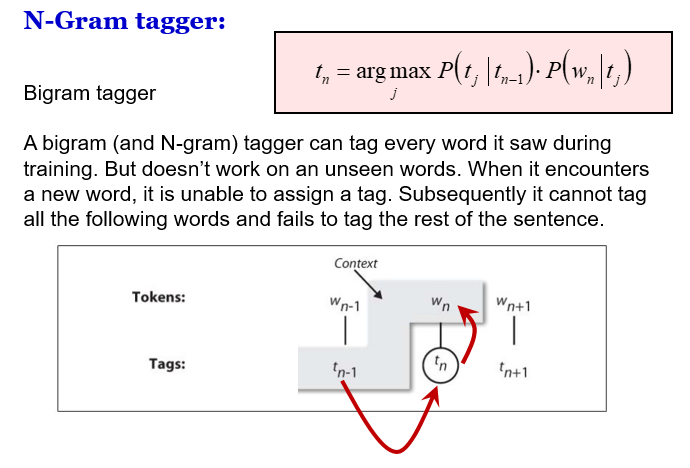 N-Gram tagger:
t_n = arg max_j P(t_j | t_{n-1}) · P(w_n | t_j)
Bigram tagger
A bigram (and N-gram) tagger can tag every word it saw during
training. But doesn't work on an unseen words. When it encounters
a new word, it is unable to assign a tag. Subsequently it cannot tag
all the following words and fails to tag the rest of the sentence.
Context
Tokens: w_{n-1} w_n w_{n+1}
Tags: t_{n-1} t_n t_{n+1}